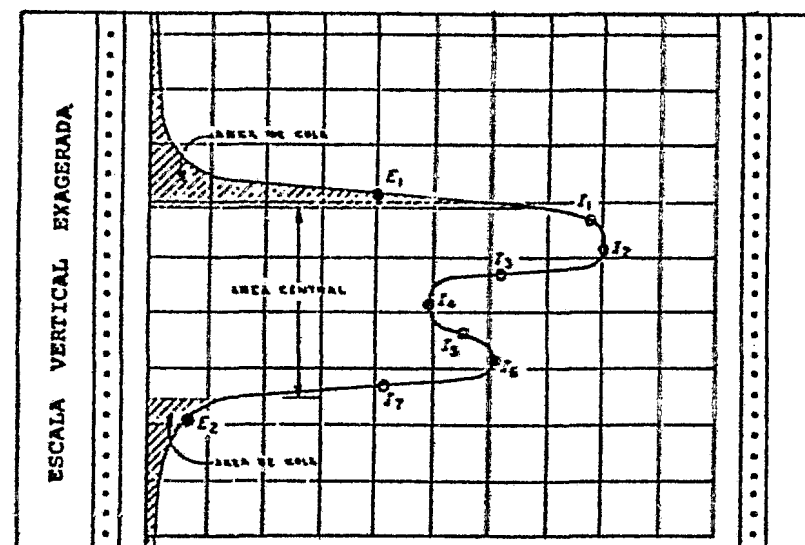 ESCALA VERTICAL EXAGERADA
AREA DE COLA
E1
I1
I2
I3
AREA CENTRAL
I4
I5
I6
I7
E2
AREA DE COLA